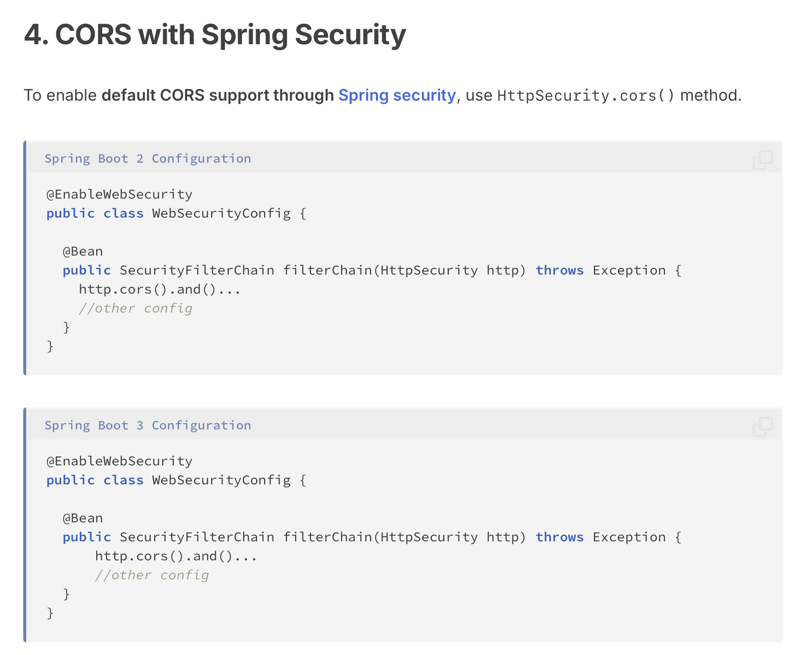 4. CORS with Spring Security
To enable default CORS support through Spring security, use HttpSecurity.cors() method.
Spring Boot 2 Configuration
@EnableWebSecurity
public class WebSecurityConfig {
  @Bean
  public SecurityFilterChain filterChain(HttpSecurity http) throws Exception {
    http.cors().and()...
    //other config
  }
}
Spring Boot 3 Configuration
@EnableWebSecurity
public class WebSecurityConfig {
  @Bean
  public SecurityFilterChain filterChain(HttpSecurity http) throws Exception {
      http.cors().and()...
      //other config
  }
}